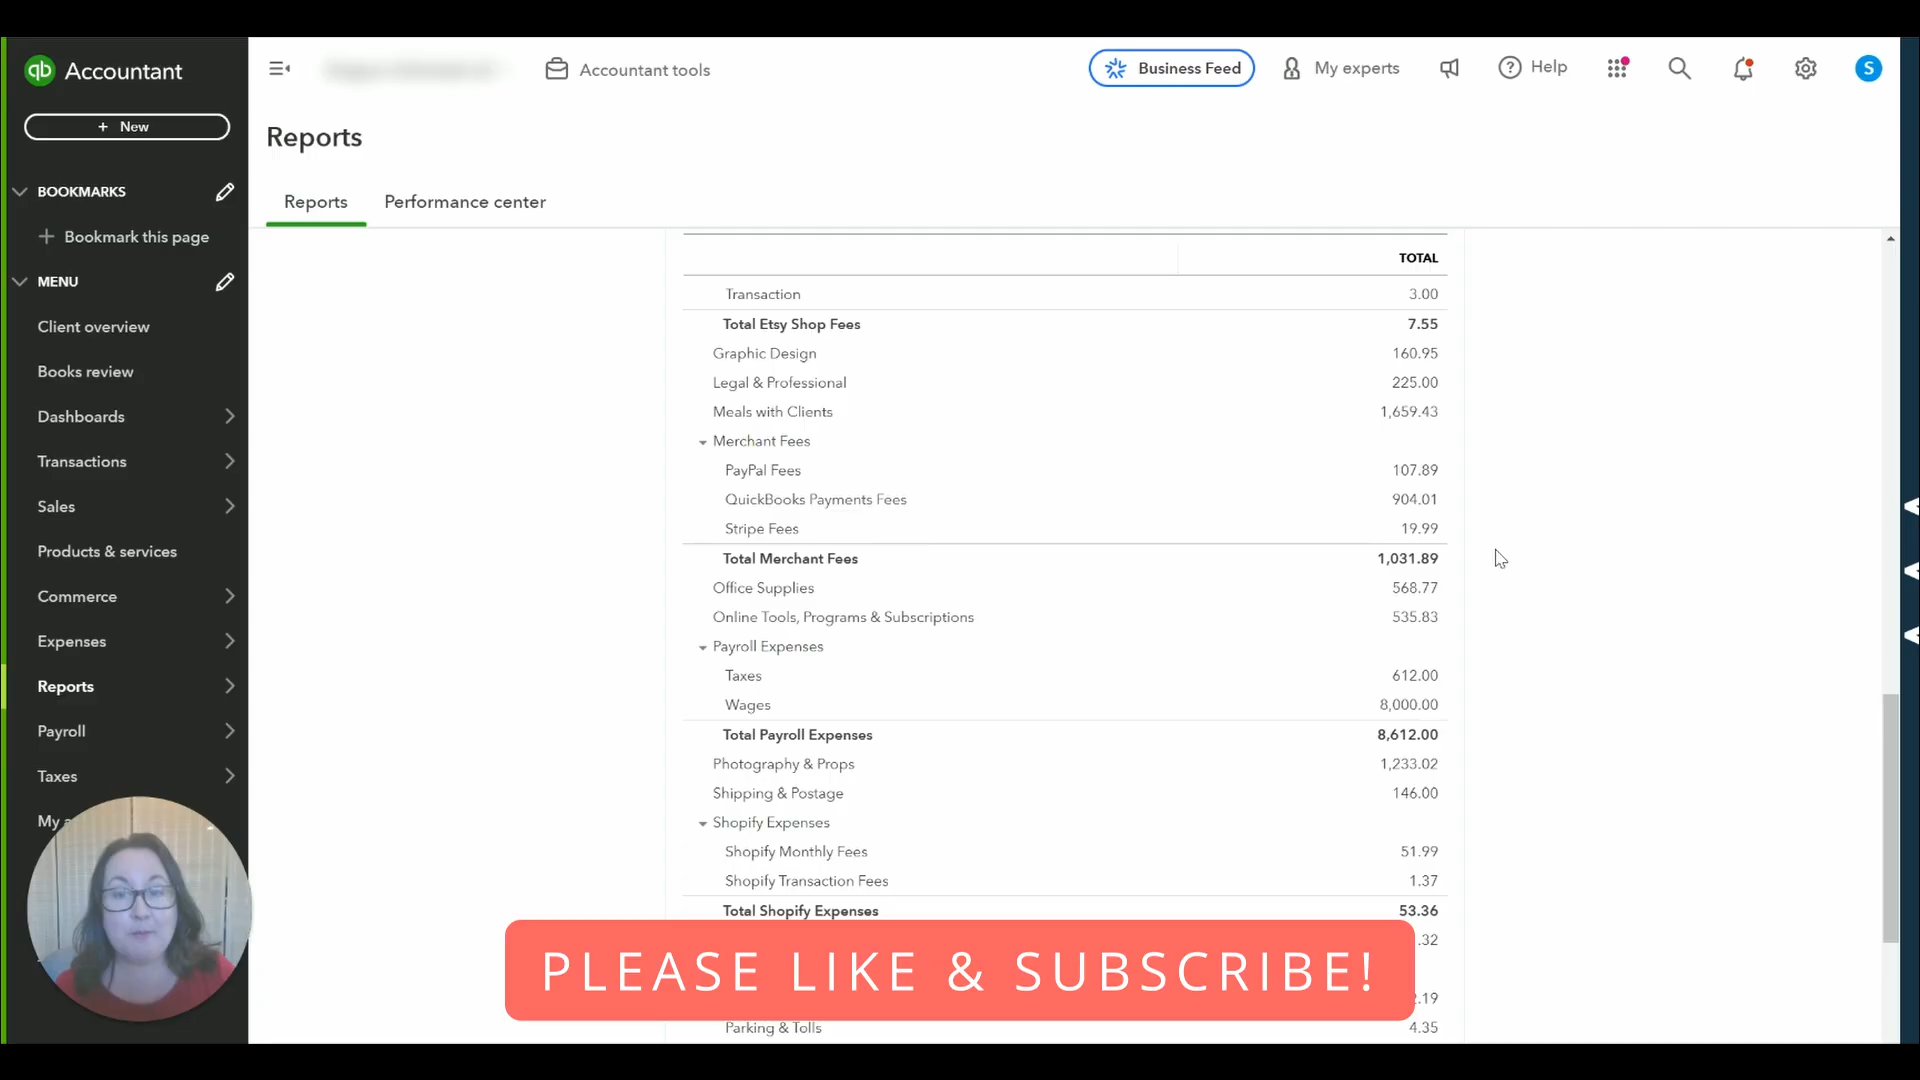 qb Accountant
Accountant tools
Business Feed
My experts
Help
S
+ New
Reports
BOOKMARKS
Reports
Performance center
Bookmark this page
MENU
Client overview
Books review
Dashboards
Transactions
Sales
Products & services
Commerce
Expenses
Reports
Payroll
Taxes
My
TOTAL
Transaction 3.00
Total Etsy Shop Fees 7.55
Graphic Design 160.95
Legal & Professional 225.00
Meals with Clients 1,659.43
Merchant Fees
PayPal Fees 107.89
QuickBooks Payments Fees 904.01
Stripe Fees 19.99
Total Merchant Fees 1,031.89
Office Supplies 568.77
Online Tools, Programs & Subscriptions 535.83
Payroll Expenses
Taxes 612.00
Wages 8,000.00
Total Payroll Expenses 8,612.00
Photography & Props 1,233.02
Shipping & Postage 146.00
Shopify Expenses
Shopify Monthly Fees 51.99
Shopify Transaction Fees 1.37
Total Shopify Expenses 53.36
.32
PLEASE LIKE & SUBSCRIBE!
.19
Parking & Tolls 4.35